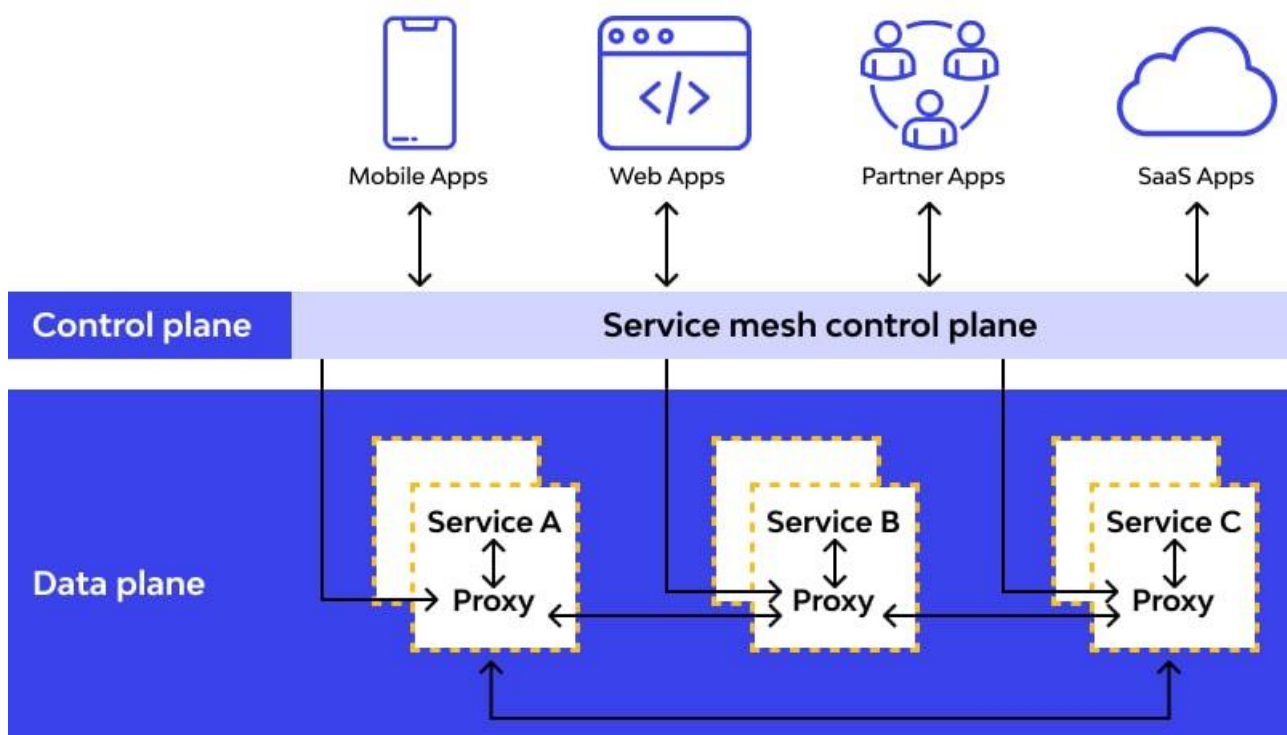 Mobile Apps
Web Apps
Partner Apps
SaaS Apps
Control plane
Service mesh control plane
Data plane
Service A
Proxy
Service B
Proxy
Service C
Proxy